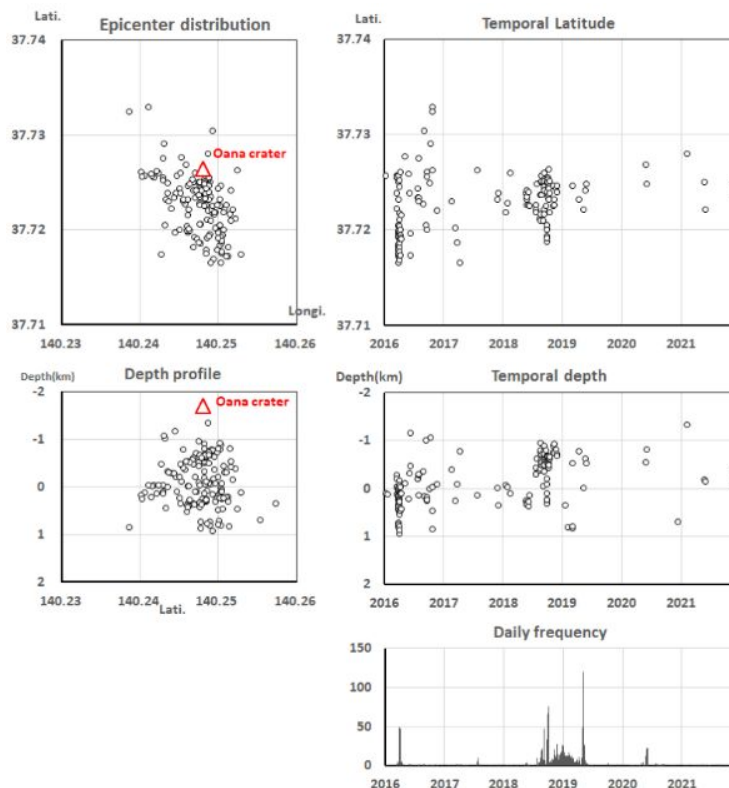 Epicenter distribution
Lati.
37.74
37.73
37.72
37.71
Oana crater
Longi.
140.23 140.24 140.25 140.26
Temporal Latitude
Lati.
37.74
37.73
37.72
37.71
2016 2017 2018 2019 2020 2021
Depth profile
Depth(km)
-2
-1
0
1
2
Oana crater
140.23 140.24 140.25 140.26
Lati.
Temporal depth
Depth(km)
-2
-1
0
1
2
2016 2017 2018 2019 2020 2021
Daily frequency
150
100
50
0
2016 2017 2018 2019 2020 2021